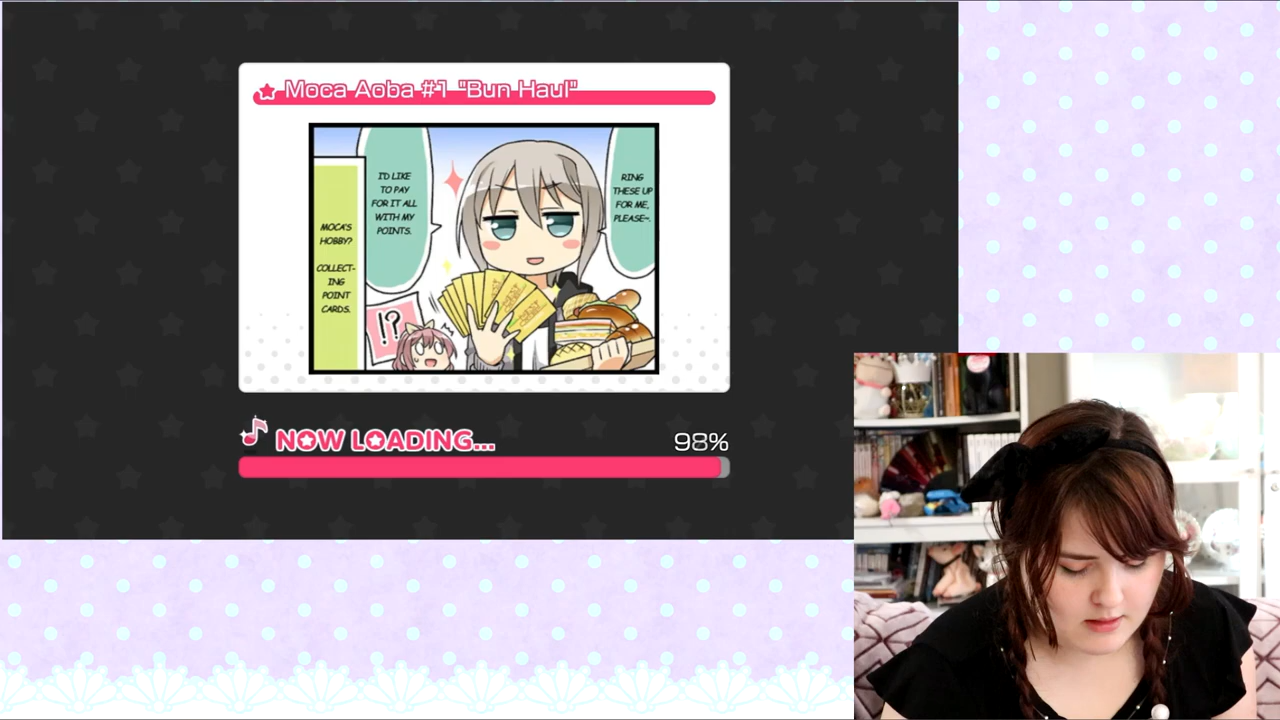 Moca Aoba #1 "Bun Haul"
RING
THESE UP
FOR ME,
PLEASE~.
I'D LIKE
TO PAY
FOR IT ALL
WITH MY
POINTS.
!?
MOCA'S
HOBBY?
COLLECT-
ING
POINT
CARDS.
NOW LOADING...
98%